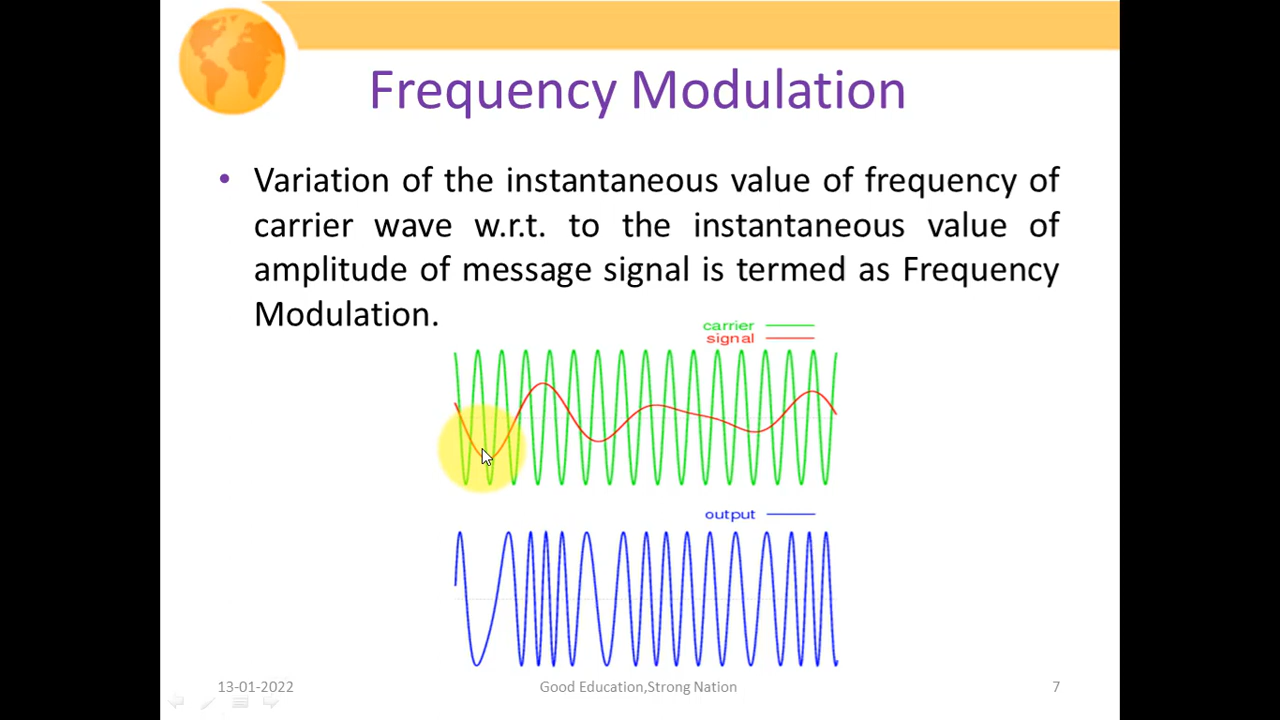 Frequency Modulation
• Variation of the instantaneous value of frequency of
carrier wave w.r.t. to the instantaneous value of
amplitude of message signal is termed as Frequency
Modulation.
carrier
signal
output
13-01-2022
Good Education,Strong Nation
7